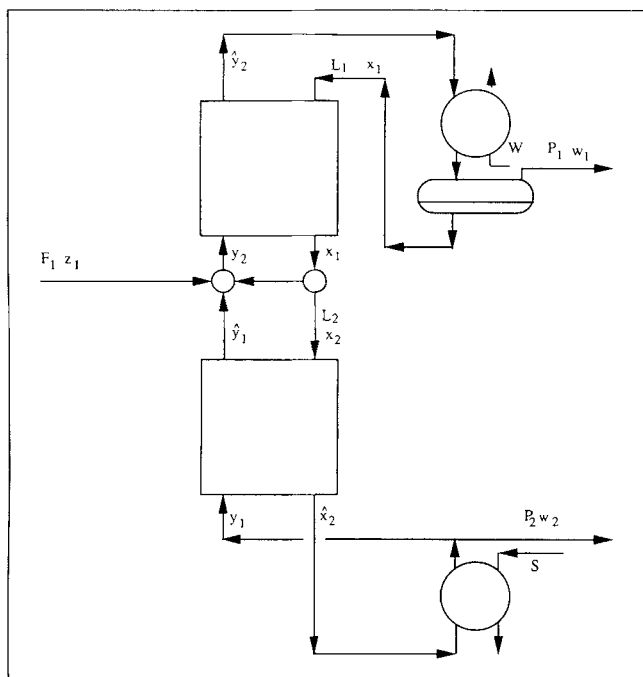 ŷ₂
L₁ x₁
W
P₁ w₁
y₂
x₁
F₁ z₁
L₂
x₂
ŷ₁
y₁
x̂₂
P₂ w₂
S